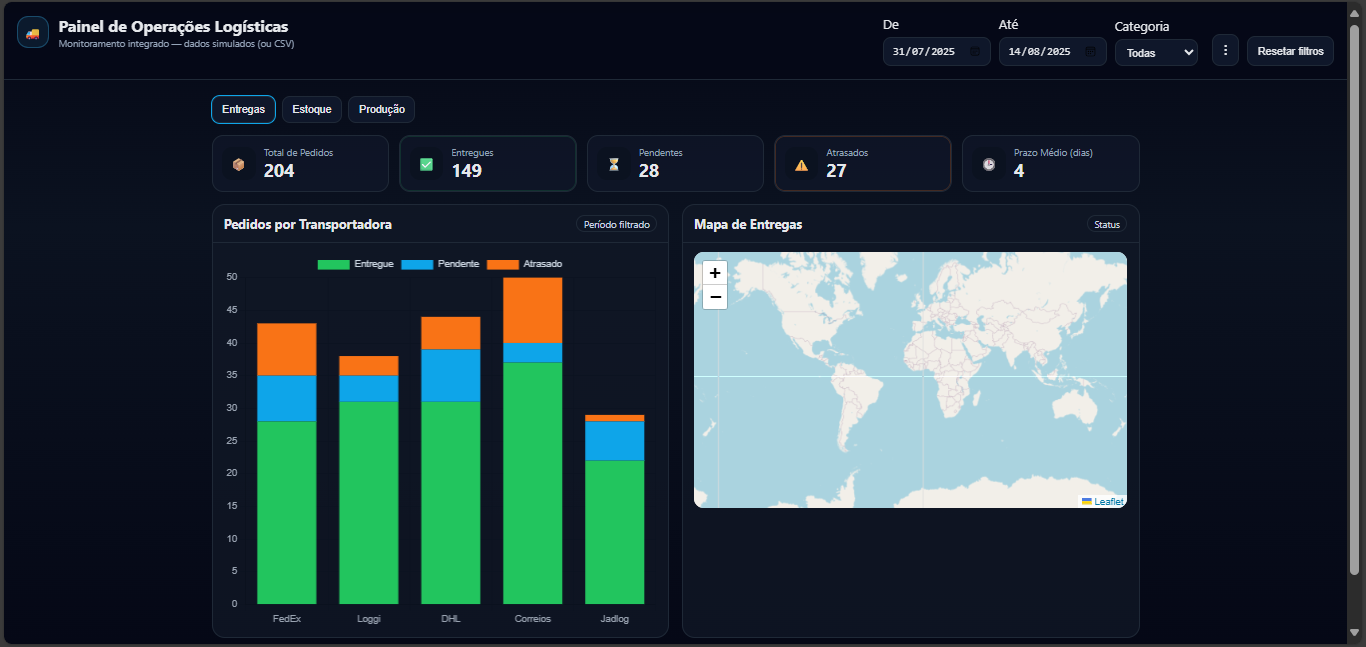 Painel de Operações Logísticas
Monitoramento integrado — dados simulados (ou CSV)
De
31/07/2025
Até
14/08/2025
Categoria
Todas
Resetar filtros
Entregas
Estoque
Produção
Total de Pedidos
204
Entregues
149
Pendentes
28
Atrasados
27
Prazo Médio (dias)
4
Pedidos por Transportadora
Período filtrado
Entregue
Pendente
Atrasado
50
45
40
35
30
25
20
15
10
5
0
FedEx
Loggi
DHL
Correios
Jadlog
Mapa de Entregas
Status
+
−
Leaflet